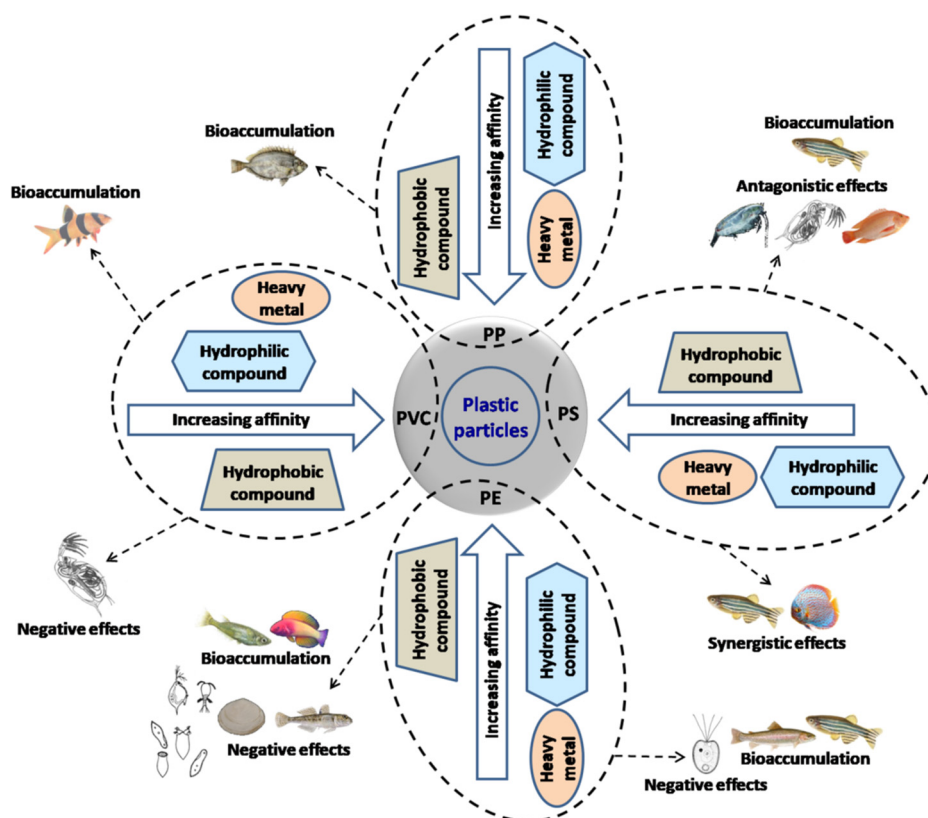 Bioaccumulation
Increasing affinity
Hydrophilic
compound
Hydrophobic
compound
Heavy
metal
Bioaccumulation
Antagonistic effects
Bioaccumulation
Heavy
metal
Hydrophilic
compound
Increasing affinity
Hydrophobic
compound
PP
PVC
Plastic
particles
PS
PE
Hydrophobic
compound
Increasing affinity
Heavy
metal
Hydrophilic
compound
Negative effects
Bioaccumulation
Negative effects
Hydrophobic
compound
Increasing affinity
Hydrophilic
compound
Heavy
metal
Synergistic effects
Bioaccumulation
Negative effects